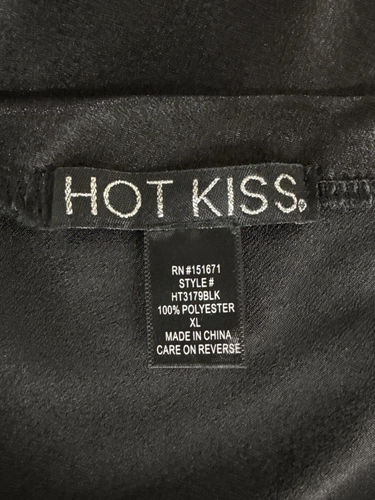 HOT KISS®
RN #151671
STYLE #
HT3179BLK
100% POLYESTER
XL
MADE IN CHINA
CARE ON REVERSE